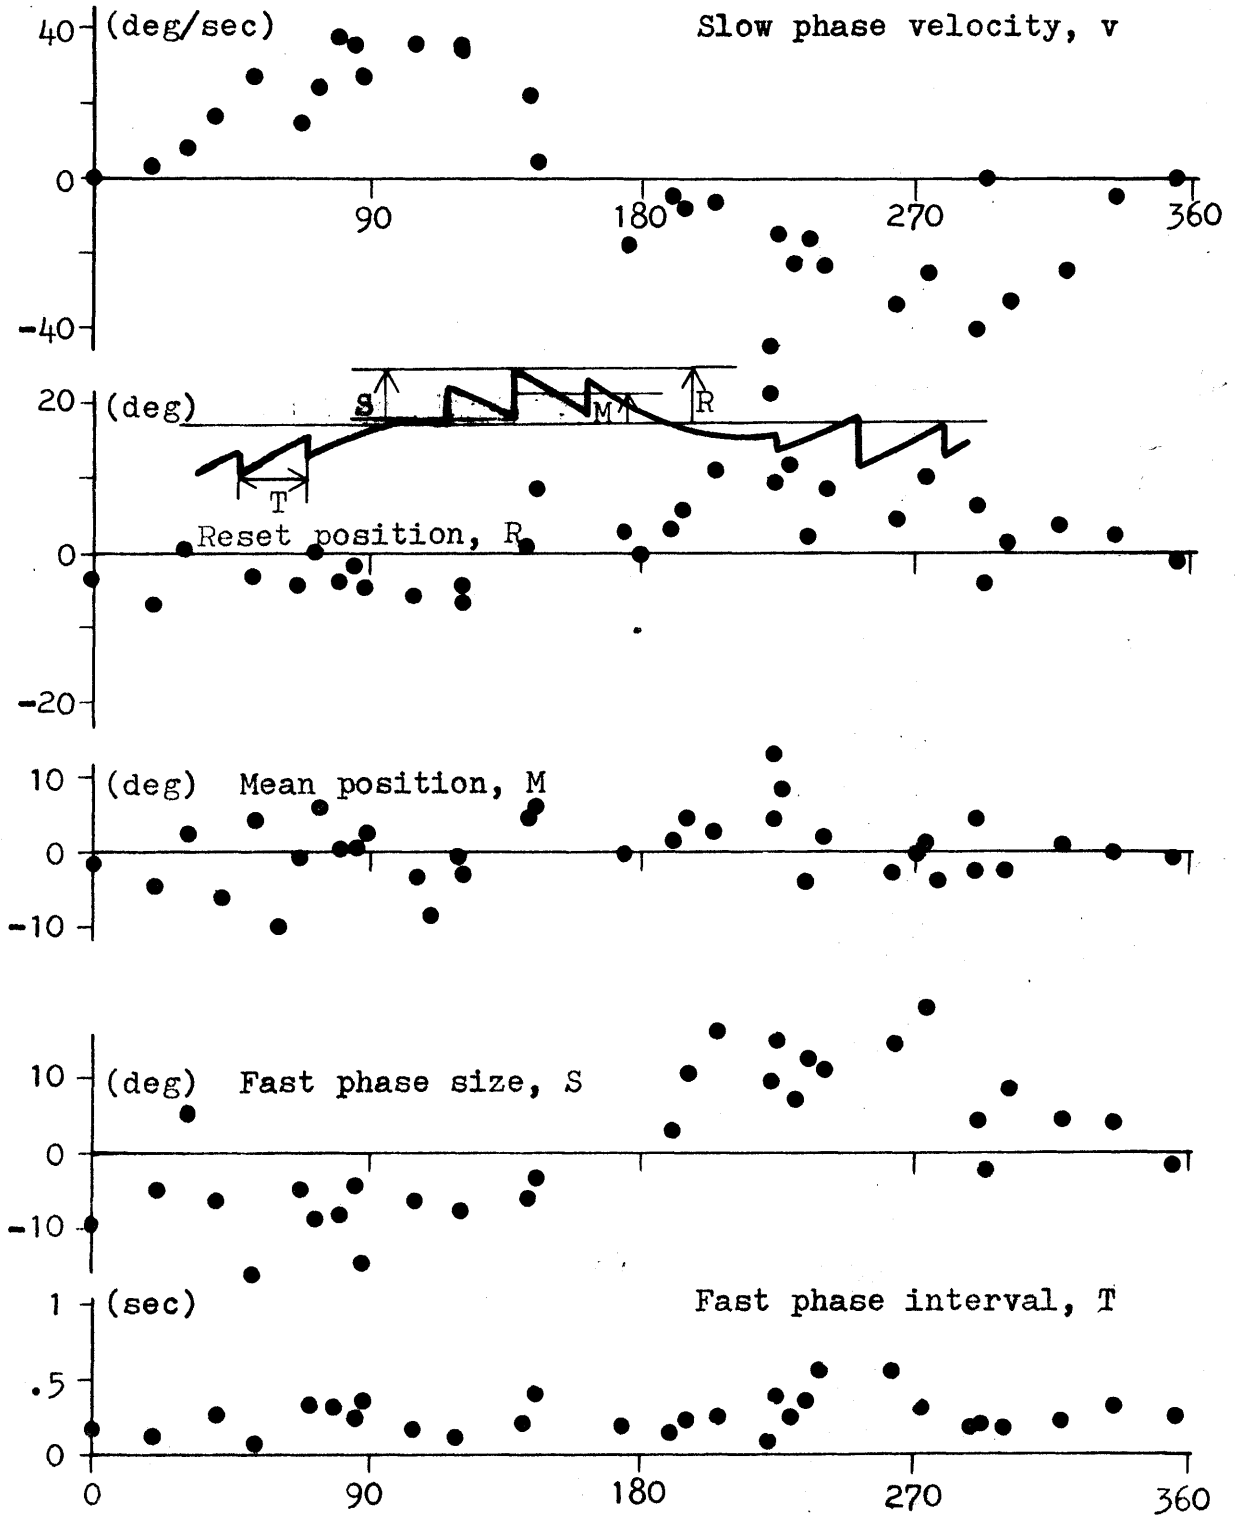 40 (deg/sec) Slow phase velocity, v
0
90 180 270 360
-40
20 (deg) S M R
T
Reset position, R
0
-20
10 (deg) Mean position, M
0
-10
10 (deg) Fast phase size, S
0
-10
1 (sec) Fast phase interval, T
.5
0
0 90 180 270 360